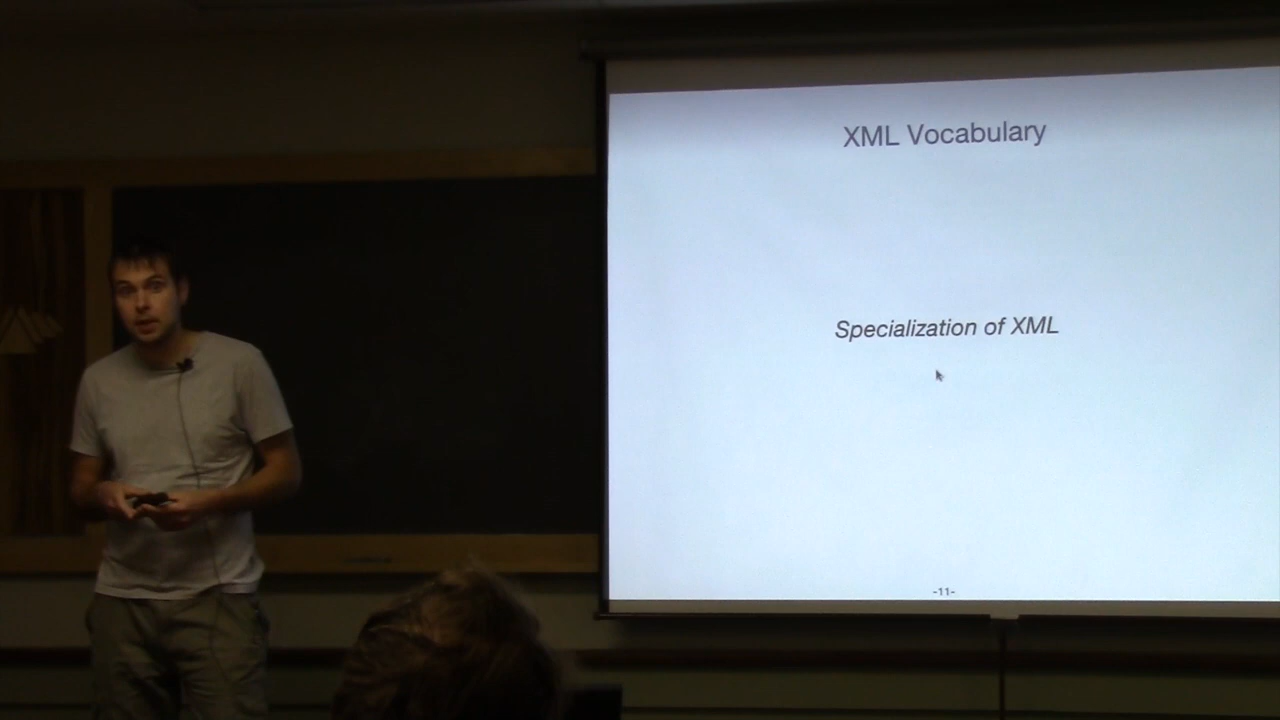 XML Vocabulary
Specialization of XML
-11-